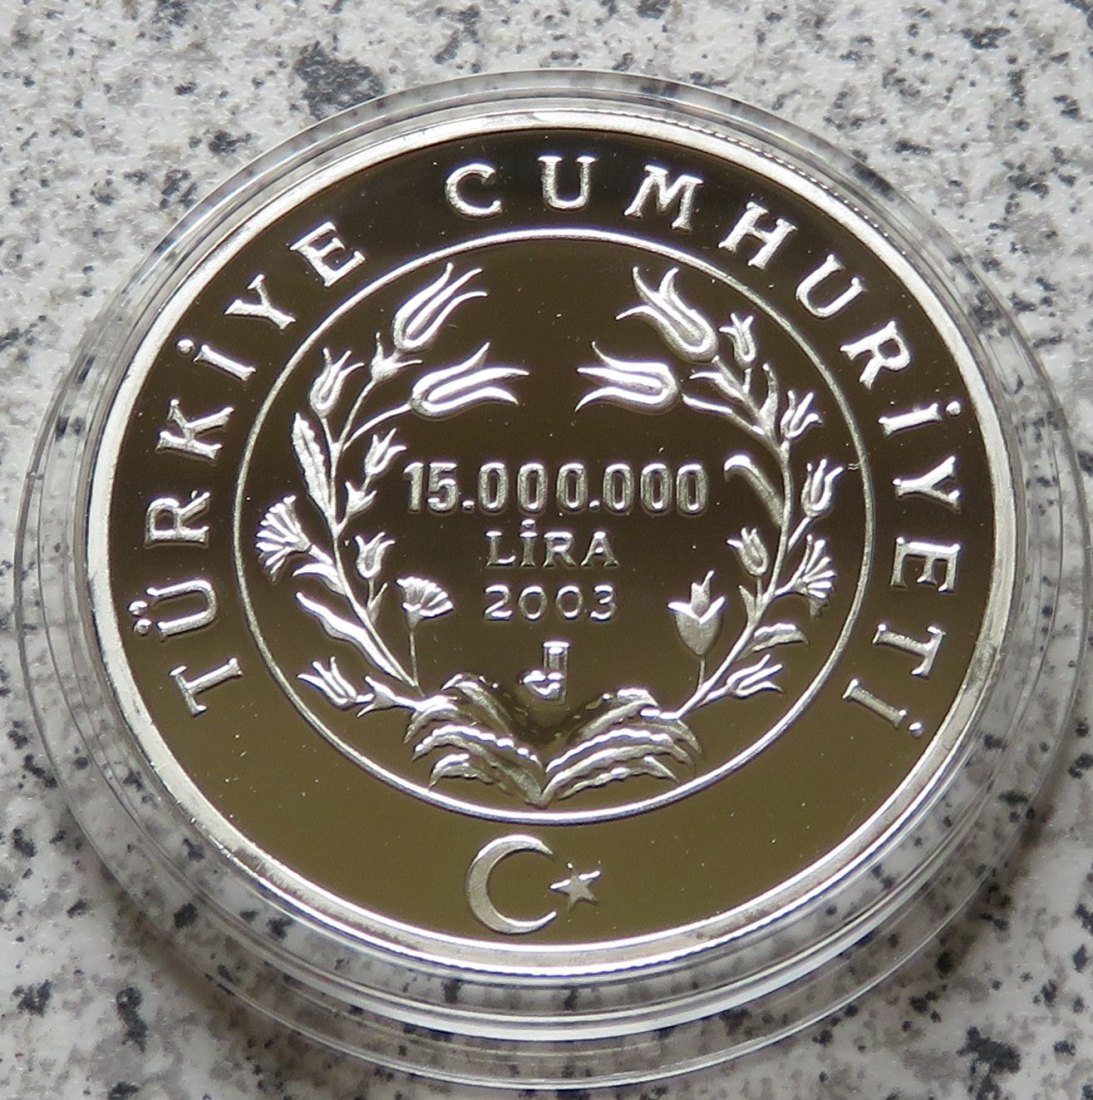 TÜRKİYE CUMHURİYETİ
15.000.000
LİRA
2003